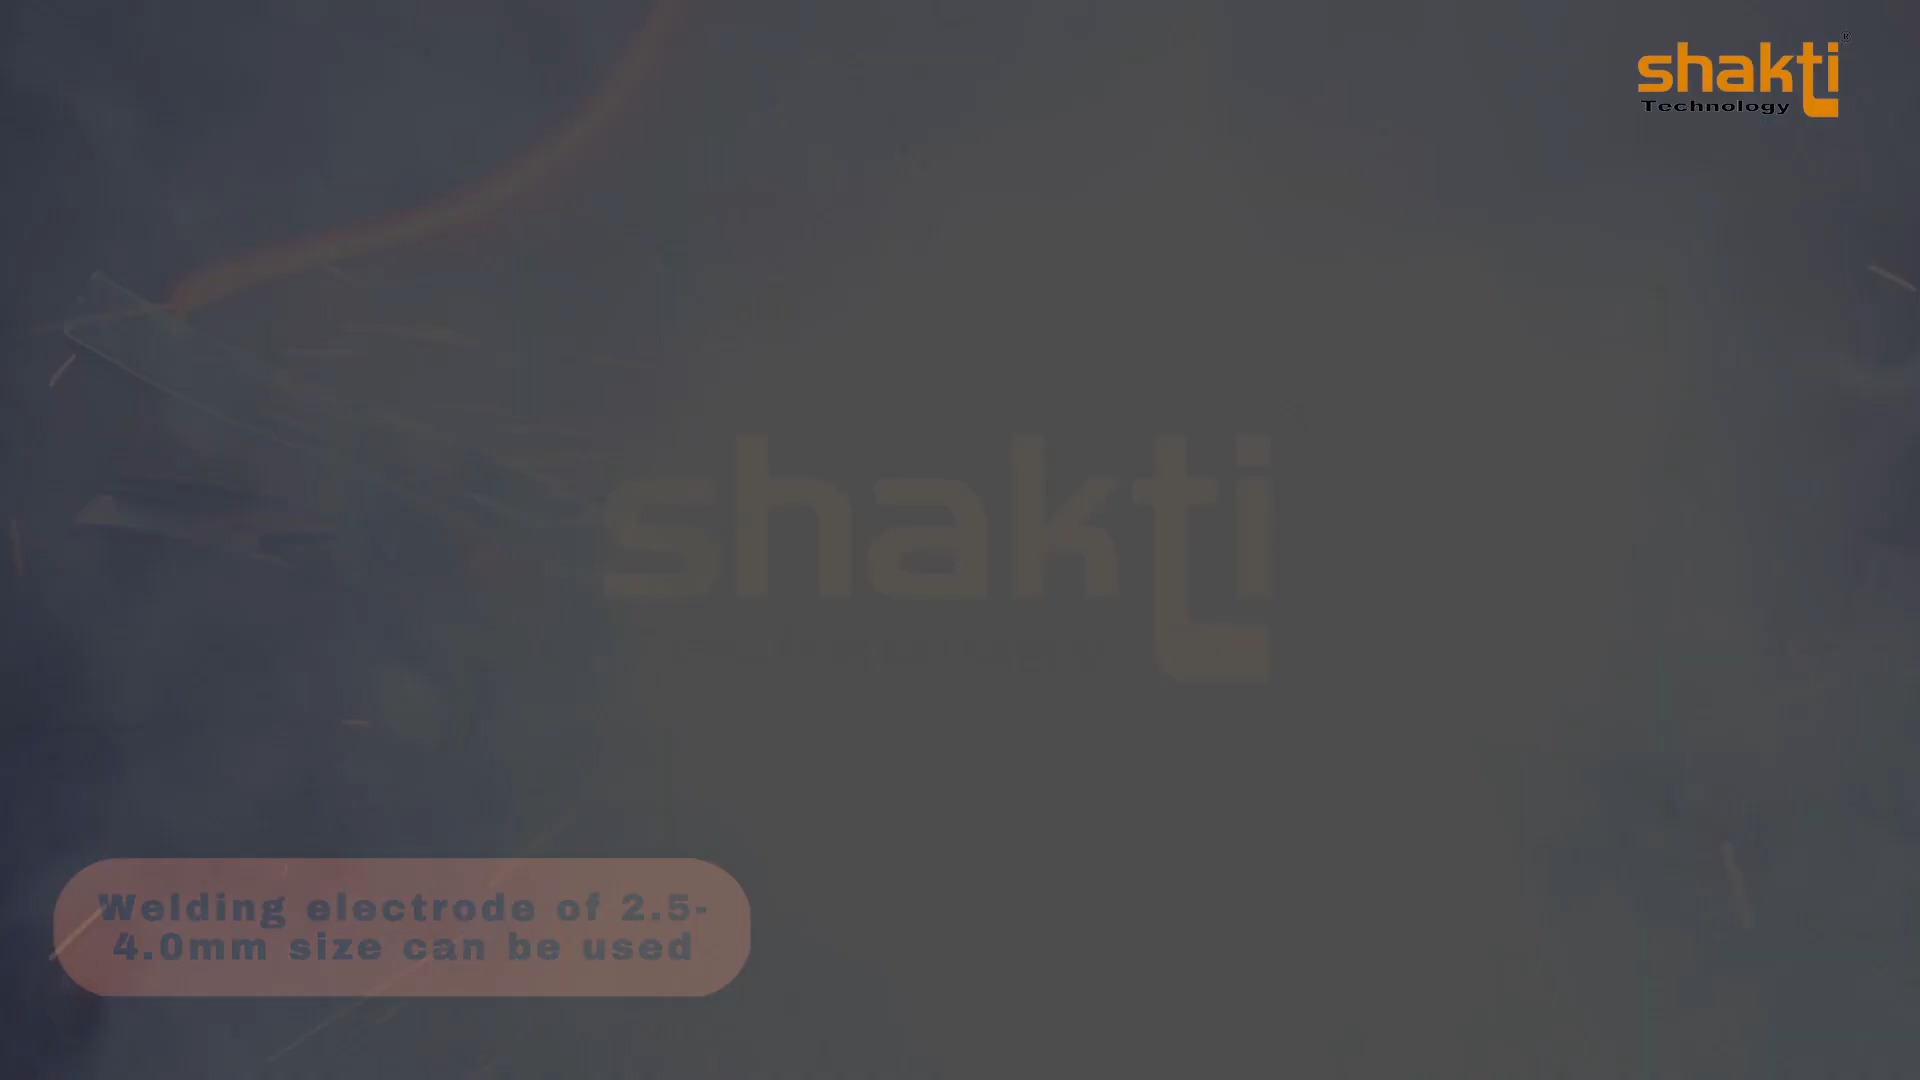 shakti®
Technology
shakti
Welding electrode of 2.5-
4.0mm size can be used